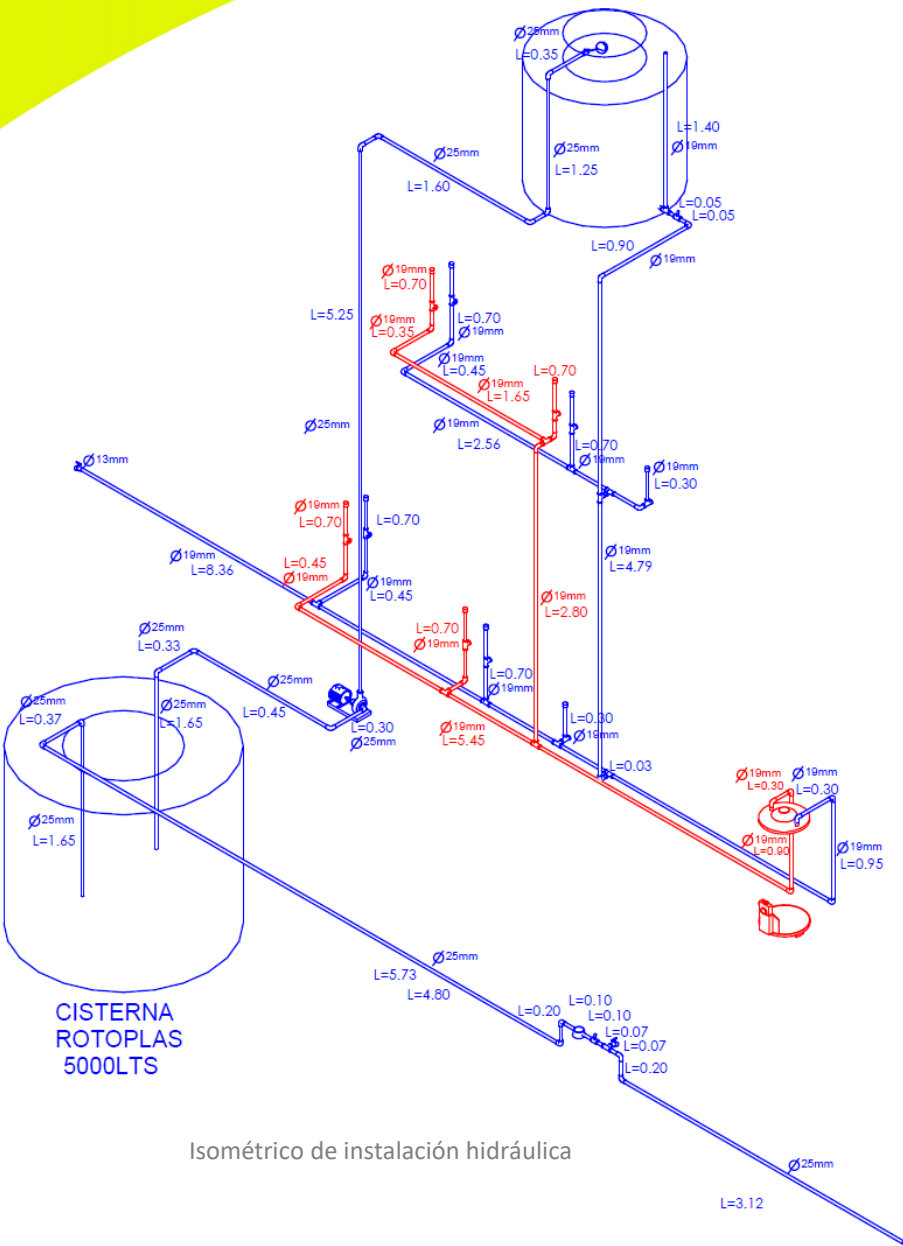 Ø25mm
L=0.35
L=1.40
Ø19mm
Ø25mm
L=1.60
Ø25mm
L=1.25
L=0.05
L=0.05
L=0.90
Ø19mm
Ø19mm
L=0.70
L=5.25
Ø19mm
L=0.35
L=0.70
Ø19mm
Ø19mm
L=0.45
L=0.70
Ø19mm
L=1.65
Ø25mm
Ø19mm
L=2.56
L=0.70
Ø19mm
Ø19mm
L=0.30
Ø13mm
Ø19mm
L=0.70
L=0.70
Ø19mm
L=8.36
L=0.45
Ø19mm
Ø19mm
L=0.45
Ø19mm
L=4.79
Ø19mm
L=2.80
Ø25mm
L=0.33
L=0.70
Ø19mm
L=0.70
Ø19mm
Ø25mm
L=0.37
Ø25mm
L=1.65
Ø25mm
L=0.45
L=0.30
Ø25mm
Ø19mm
L=5.45
L=0.30
Ø19mm
L=0.03
Ø19mm
L=0.30
Ø19mm
L=0.30
Ø25mm
L=1.65
Ø19mm
L=0.90
Ø19mm
L=0.95
Ø25mm
L=5.73
L=4.80
CISTERNA
ROTOPLAS
5000LTS
L=0.20
L=0.10
L=0.10
L=0.07
L=0.07
L=0.20
Isométrico de instalación hidráulica
Ø25mm
L=3.12